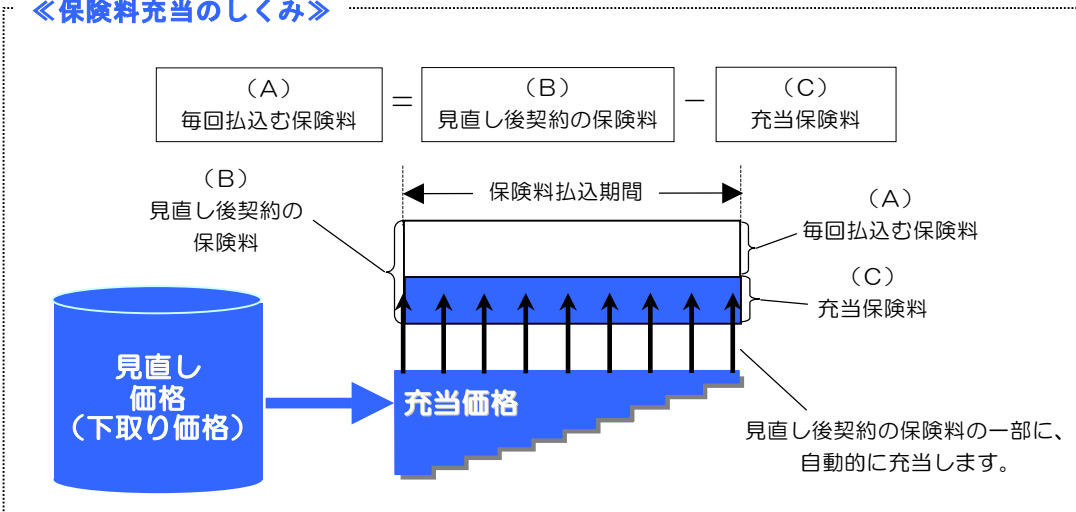 ≪保険料充当のしくみ≫
（A）
毎回払込む保険料
＝
（B）
見直し後契約の保険料
－
（C）
充当保険料
保険料払込期間
（B）
見直し後契約の
保険料
（A）
毎回払込む保険料
（C）
充当保険料
見直し
価格
（下取り価格）
充当価格
見直し後契約の保険料の一部に、
自動的に充当します。